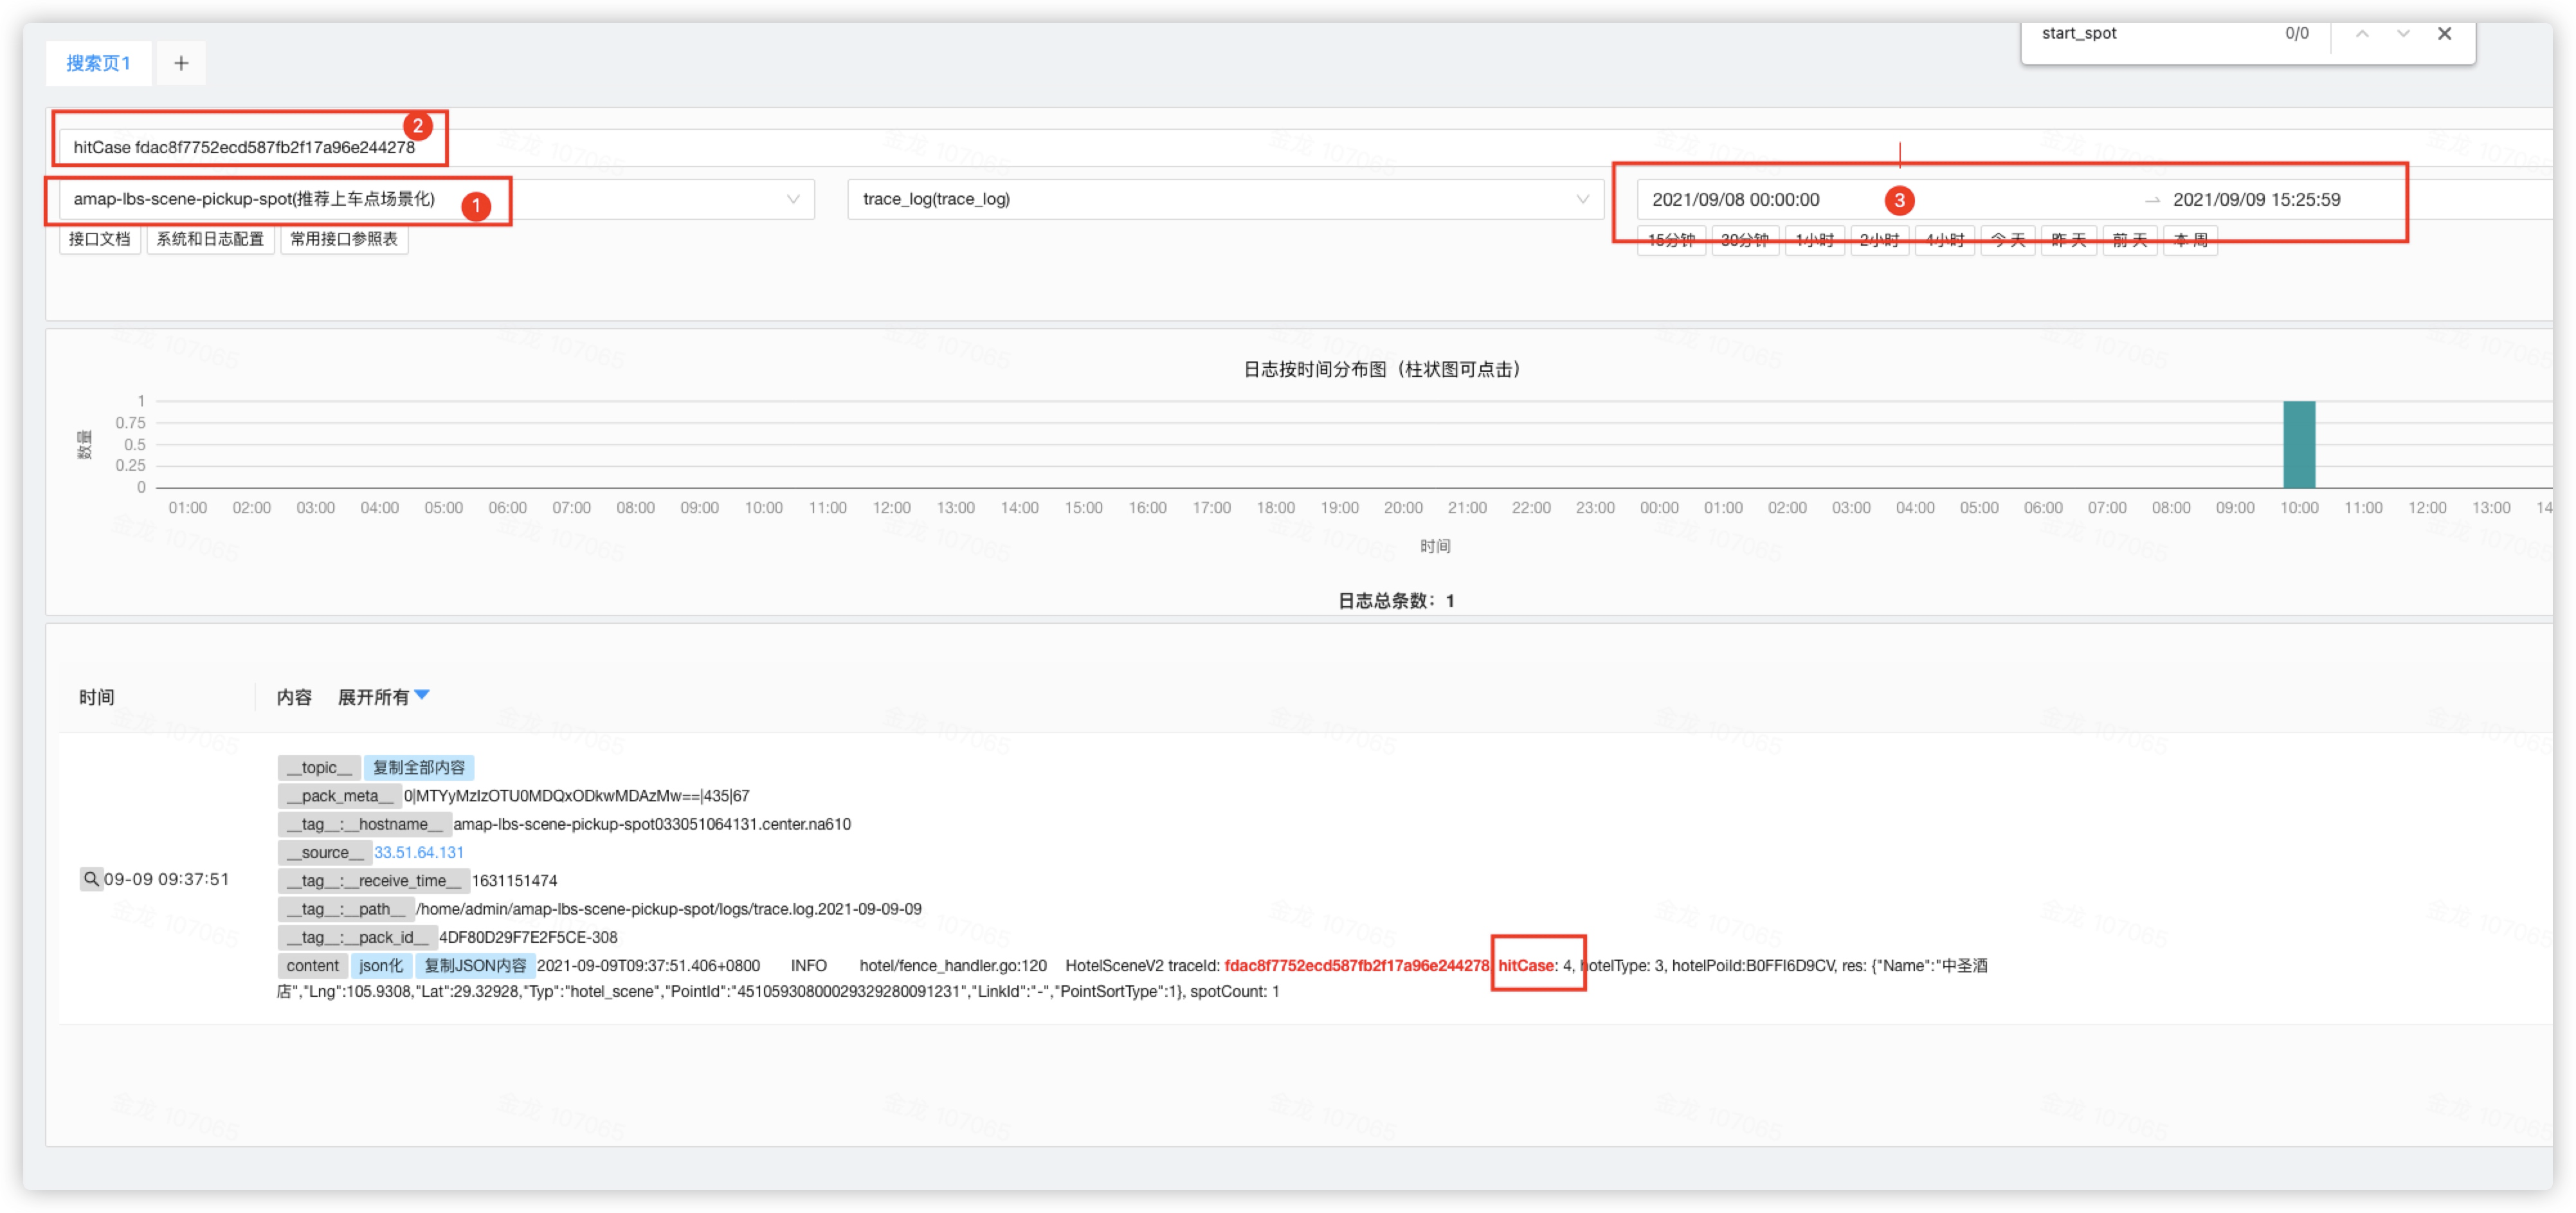 start_spot 0/0
搜索页1 +
2
hitCase fdac8f7752ecd587fb2f17a96e244278
amap-lbs-scene-pickup-spot(推荐上车点场景化) 1 trace_log(trace_log) 2021/09/08 00:00:00 3 → 2021/09/09 15:25:59
接口文档 系统和日志配置 常用接口参照表 15分钟 30分钟 1小时 2小时 4小时 今天 昨天 前天 本周
日志按时间分布图（柱状图可点击）
数量
1
0.75
0.5
0.25
0
01:00 02:00 03:00 04:00 05:00 06:00 07:00 08:00 09:00 10:00 11:00 12:00 13:00 14:00 15:00 16:00 17:00 18:00 19:00 20:00 21:00 22:00 23:00 00:00 01:00 02:00 03:00 04:00 05:00 06:00 07:00 08:00 09:00 10:00 11:00 12:00 13:00 14
时间
日志总条数：1
时间 内容 展开所有
__topic__ 复制全部内容
__pack_meta__ 0|MTYyMzIzOTU0MDQxODkwMDAzMw==|435|67
__tag__:__hostname__ amap-lbs-scene-pickup-spot033051064131.center.na610
__source__ 33.51.64.131
09-09 09:37:51
__tag__:__receive_time__ 1631151474
__tag__:__path__ /home/admin/amap-lbs-scene-pickup-spot/logs/trace.log.2021-09-09-09
__tag__:__pack_id__ 4DF80D29F7E2F5CE-308
content json化 复制JSON内容 2021-09-09T09:37:51.406+0800 INFO hotel/fence_handler.go:120 HotelSceneV2 traceId: fdac8f7752ecd587fb2f17a96e244278 hitCase: 4, hotelType: 3, hotelPoiId:B0FFI6D9CV, res: {"Name":"中圣酒
店","Lng":105.9308,"Lat":29.32928,"Typ":"hotel_scene","PointId":"45105930800029329280091231","LinkId":"-","PointSortType":1}, spotCount: 1
金龙 107065